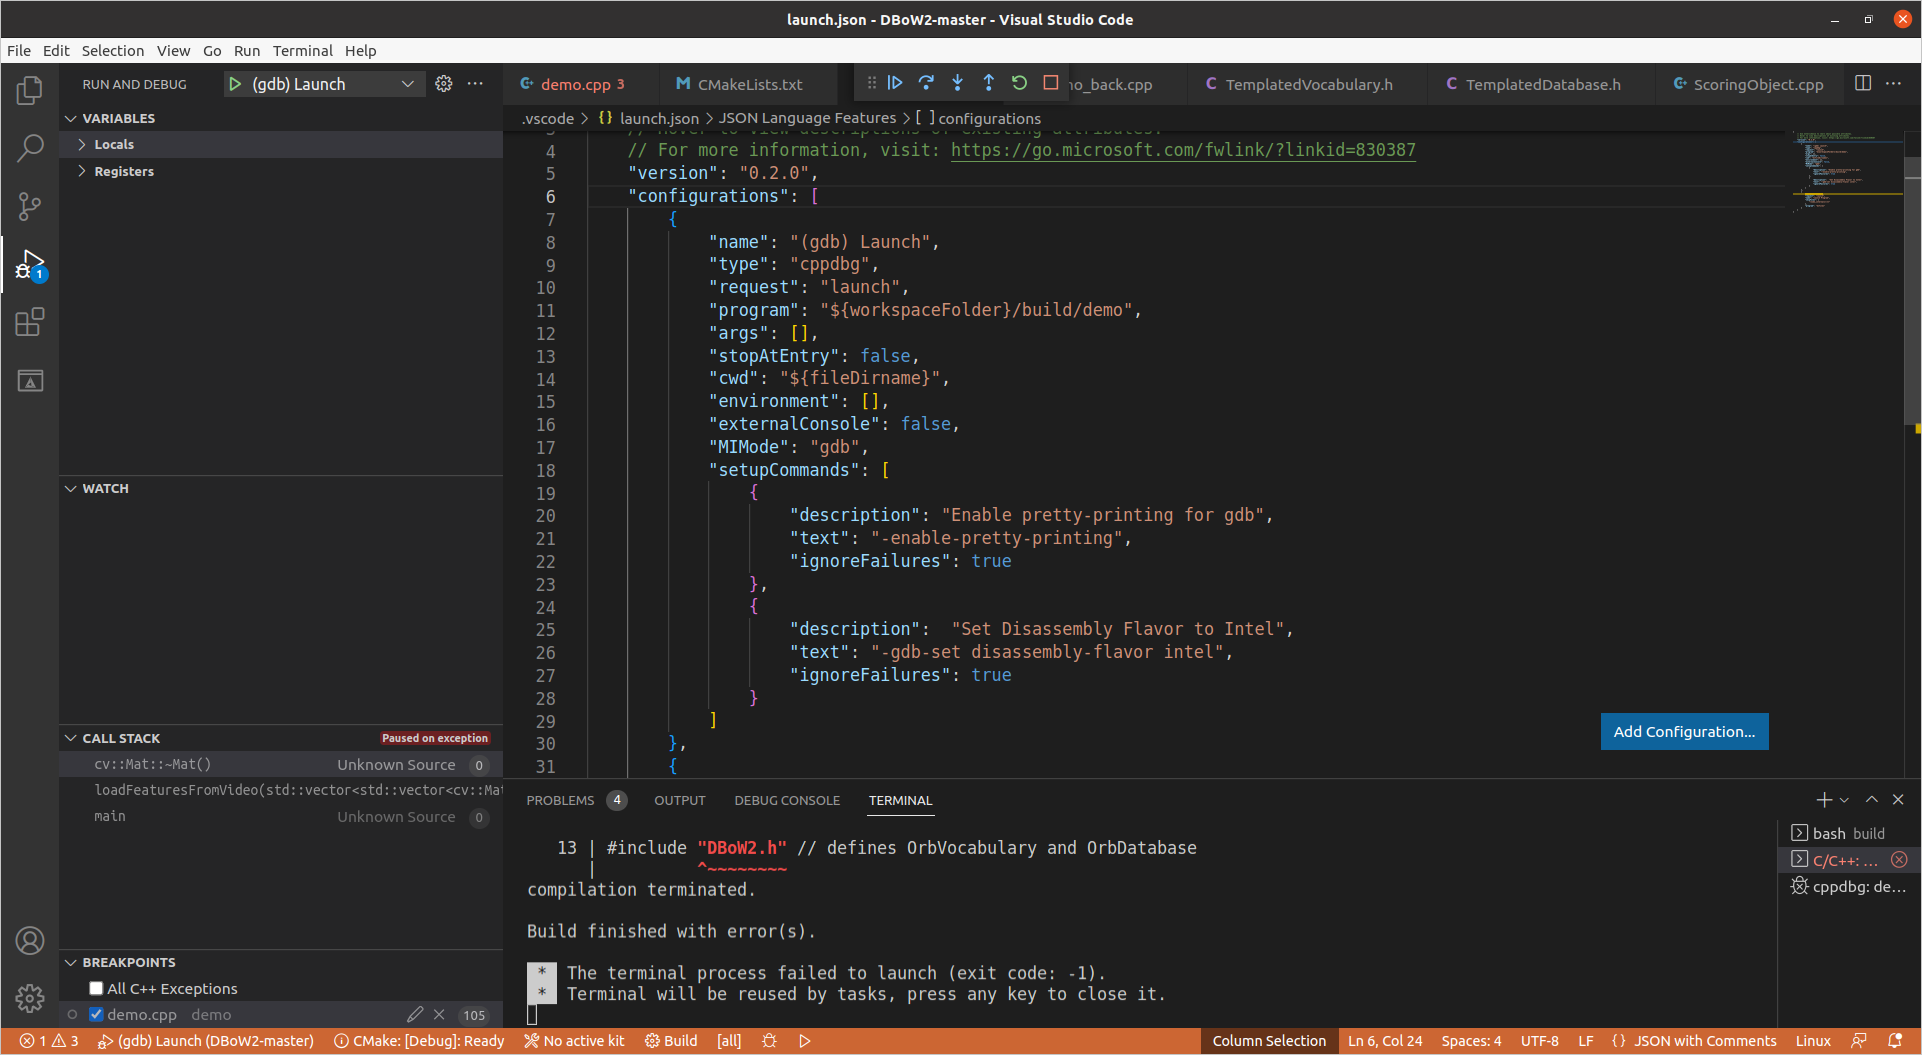 launch.json - DBoW2-master - Visual Studio Code
File Edit Selection View Go Run Terminal Help
RUN AND DEBUG (gdb) Launch
demo.cpp 3 CMakeLists.txt no_back.cpp TemplatedVocabulary.h TemplatedDatabase.h ScoringObject.cpp
.vscode > {} launch.json > JSON Language Features > [ ] configurations
VARIABLES
Locals
Registers
WATCH
CALL STACK Paused on exception
cv::Mat::~Mat() Unknown Source 0
loadFeaturesFromVideo(std::vector<std::vector<cv::Mat
main Unknown Source 0
BREAKPOINTS
All C++ Exceptions
demo.cpp demo 105
3 // Hover to view descriptions of existing attributes.
4 // For more information, visit: https://go.microsoft.com/fwlink/?linkid=830387
5 "version": "0.2.0",
6 "configurations": [
7 {
8 "name": "(gdb) Launch",
9 "type": "cppdbg",
10 "request": "launch",
11 "program": "${workspaceFolder}/build/demo",
12 "args": [],
13 "stopAtEntry": false,
14 "cwd": "${fileDirname}",
15 "environment": [],
16 "externalConsole": false,
17 "MIMode": "gdb",
18 "setupCommands": [
19 {
20 "description": "Enable pretty-printing for gdb",
21 "text": "-enable-pretty-printing",
22 "ignoreFailures": true
23 },
24 {
25 "description":  "Set Disassembly Flavor to Intel",
26 "text": "-gdb-set disassembly-flavor intel",
27 "ignoreFailures": true
28 }
29 ]
30 },
31 {
Add Configuration...
PROBLEMS 4 OUTPUT DEBUG CONSOLE TERMINAL
13 | #include "DBoW2.h" // defines OrbVocabulary and OrbDatabase
| ^~~~~~~~~
compilation terminated.
Build finished with error(s).
* The terminal process failed to launch (exit code: -1).
* Terminal will be reused by tasks, press any key to close it.
bash build
C/C++: ...
cppdbg: de...
1 3 (gdb) Launch (DBoW2-master) CMake: [Debug]: Ready No active kit Build [all] Column Selection Ln 6, Col 24 Spaces: 4 UTF-8 LF {} JSON with Comments Linux